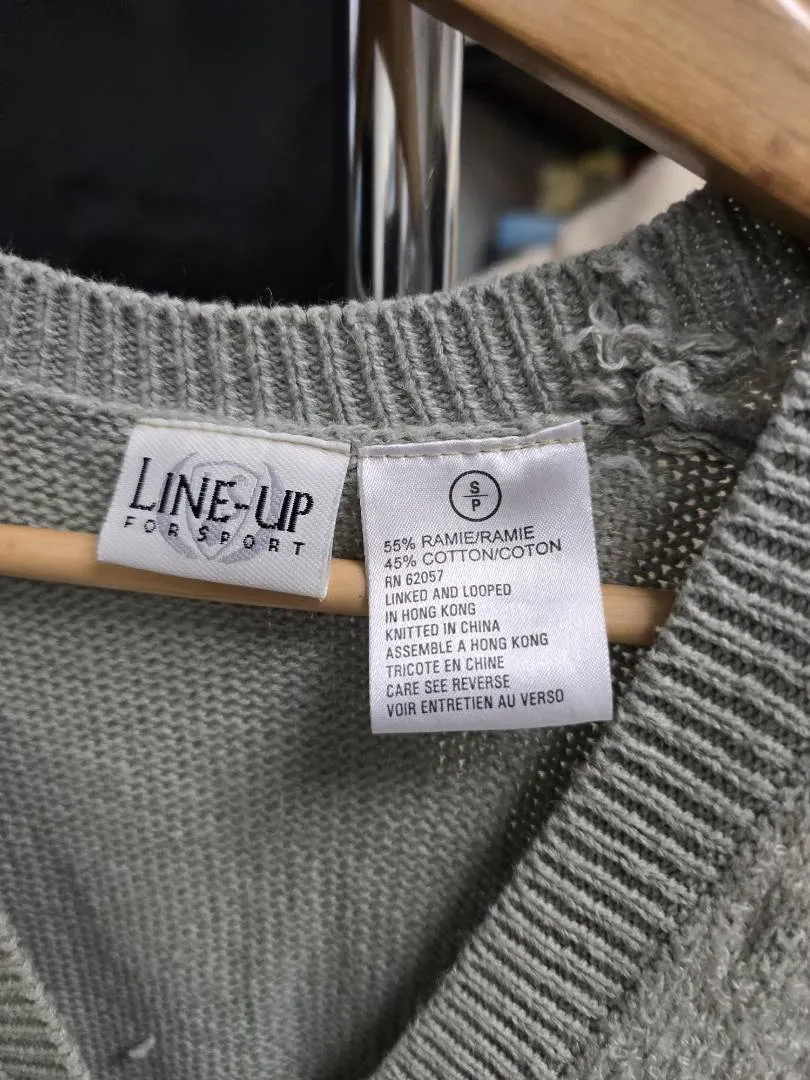 LINE-UP
FOR SPORT
S
P
55% RAMIE/RAMIE
45% COTTON/COTON
RN 62057
LINKED AND LOOPED
IN HONG KONG
KNITTED IN CHINA
ASSEMBLE A HONG KONG
TRICOTE EN CHINE
CARE SEE REVERSE
VOIR ENTRETIEN AU VERSO